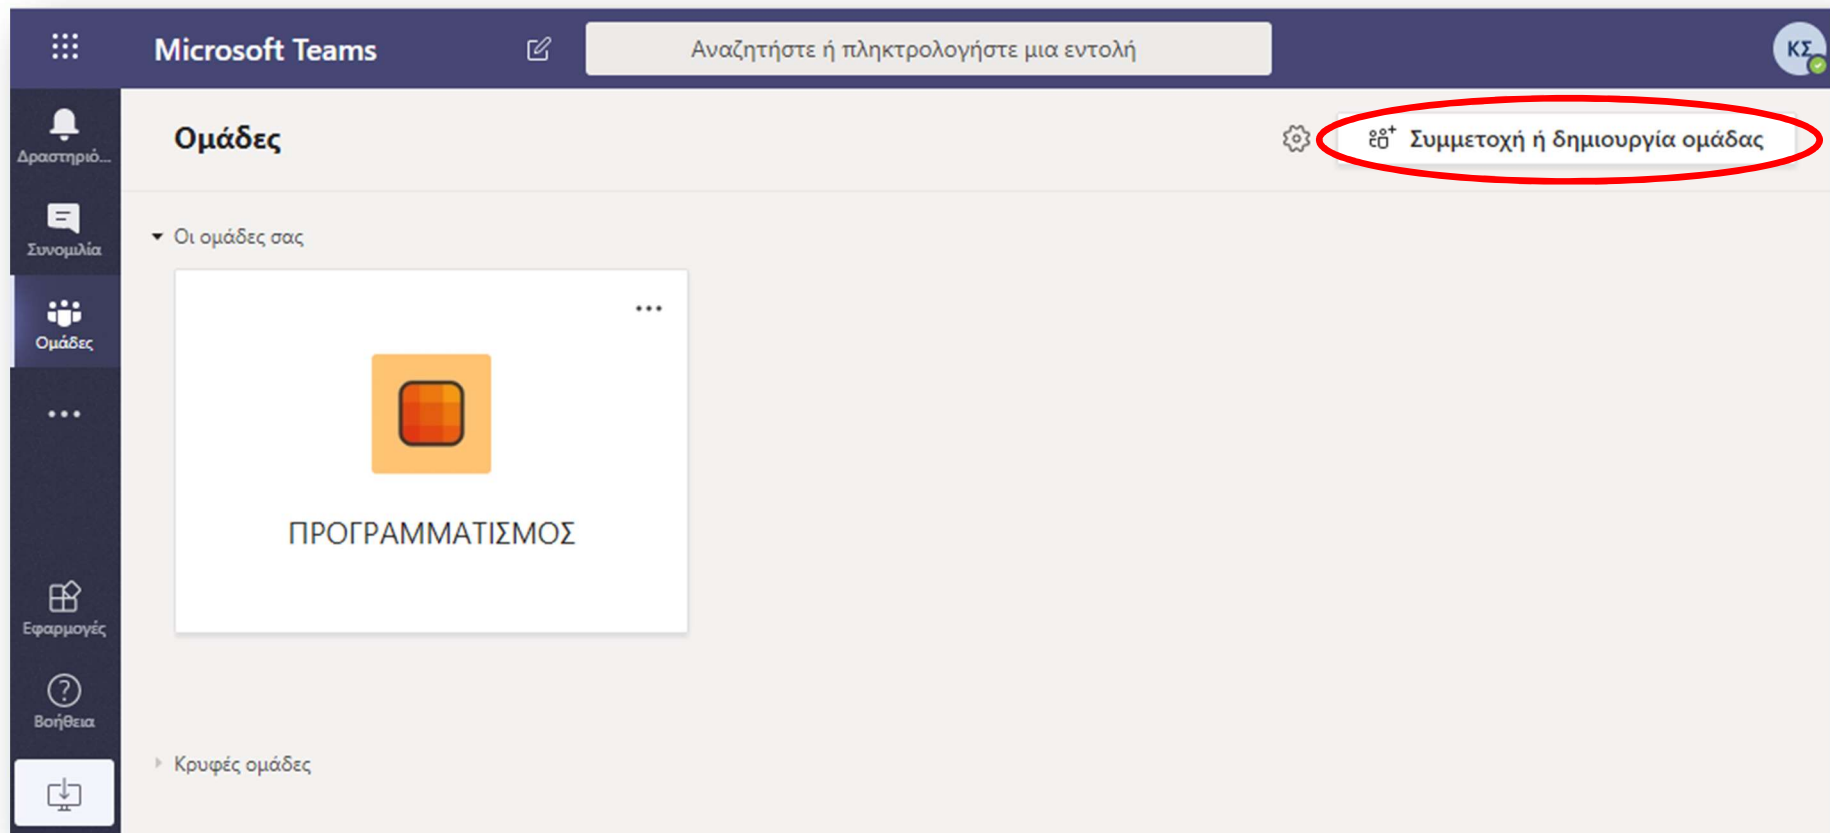 Microsoft Teams
Αναζητήστε ή πληκτρολογήστε μια εντολή
ΚΣ
Δραστηριό...
Ομάδες
Συμμετοχή ή δημιουργία ομάδας
Συνομιλία
Οι ομάδες σας
Ομάδες
ΠΡΟΓΡΑΜΜΑΤΙΣΜΟΣ
Εφαρμογές
Βοήθεια
Κρυφές ομάδες